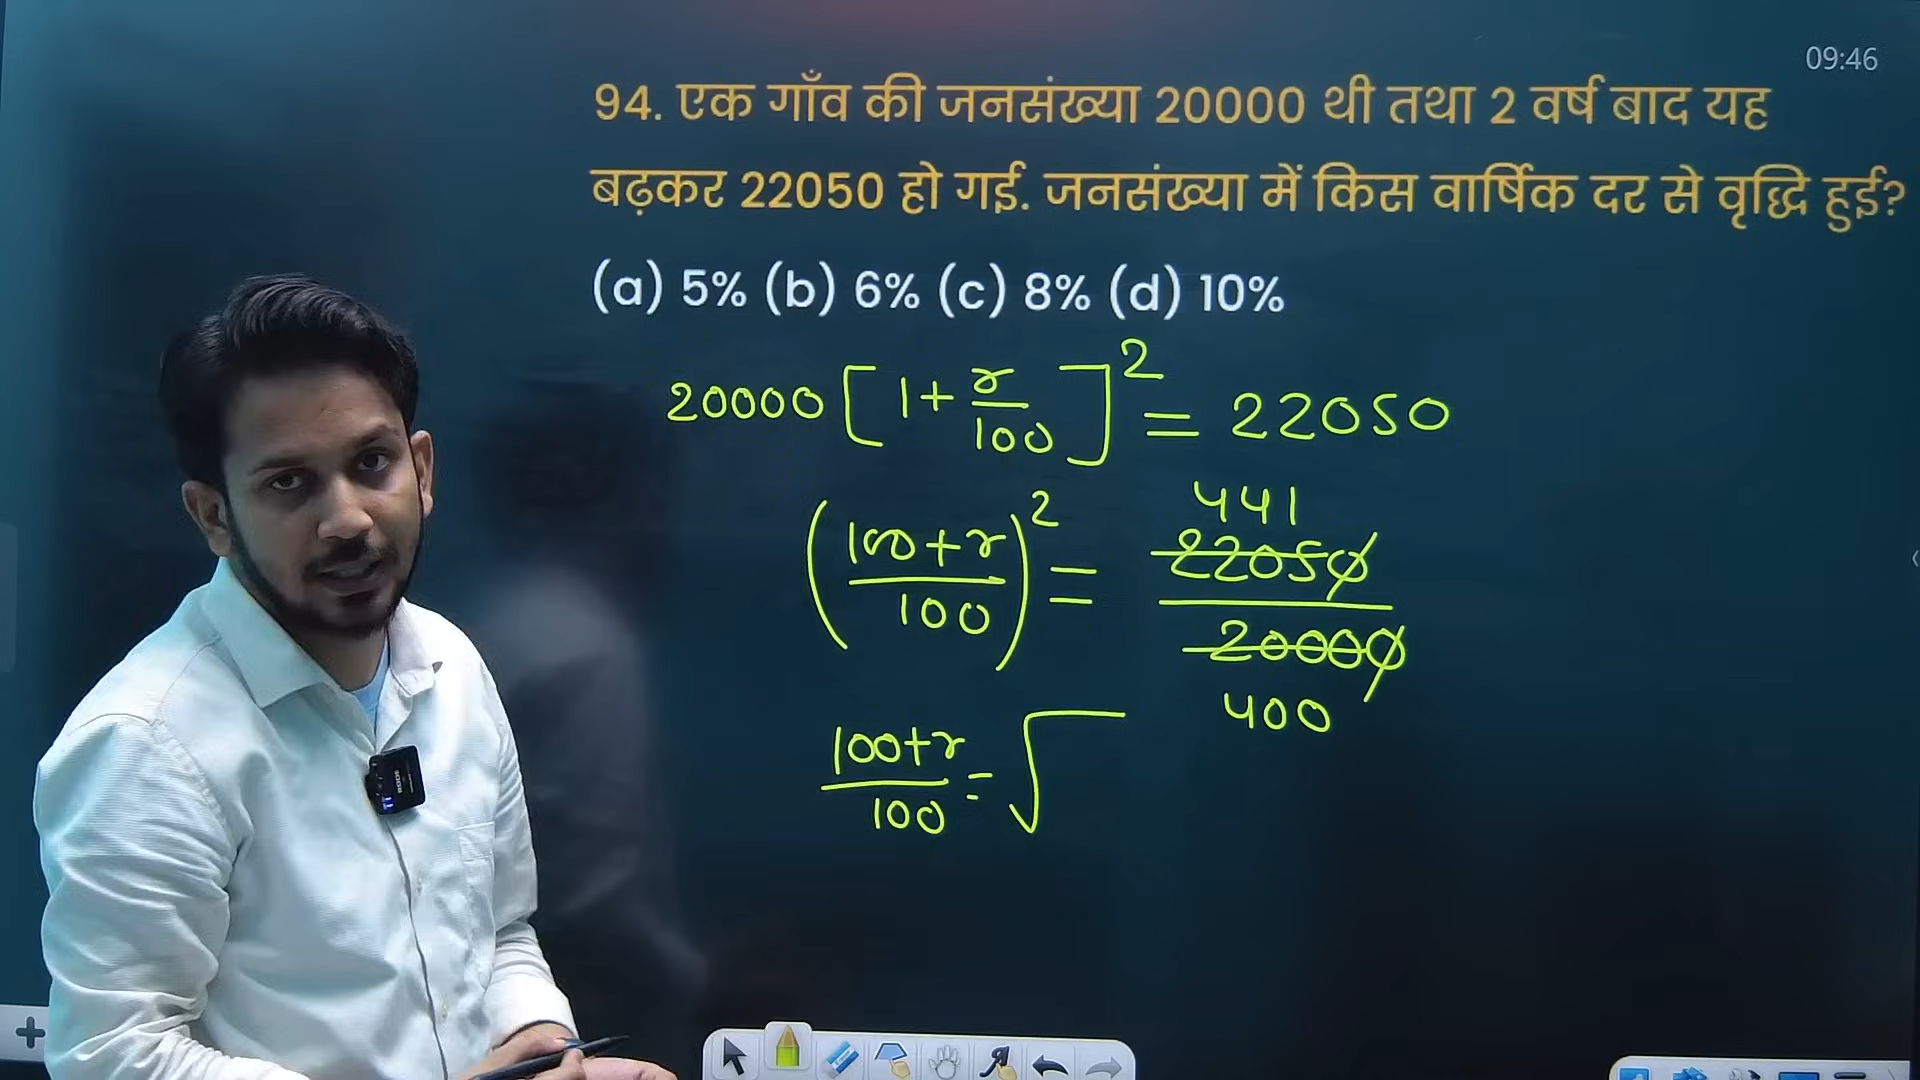 09:46
94. एक गाँव की जनसंख्या 20000 थी तथा 2 वर्ष बाद यह
बढ़कर 22050 हो गई. जनसंख्या में किस वार्षिक दर से वृद्धि हुई?
(a) 5% (b) 6% (c) 8% (d) 10%
20000 [1 + r/100]² = 22050
441
((100 + r)/100)² = 22050/20000
400
(100 + r)/100 = √